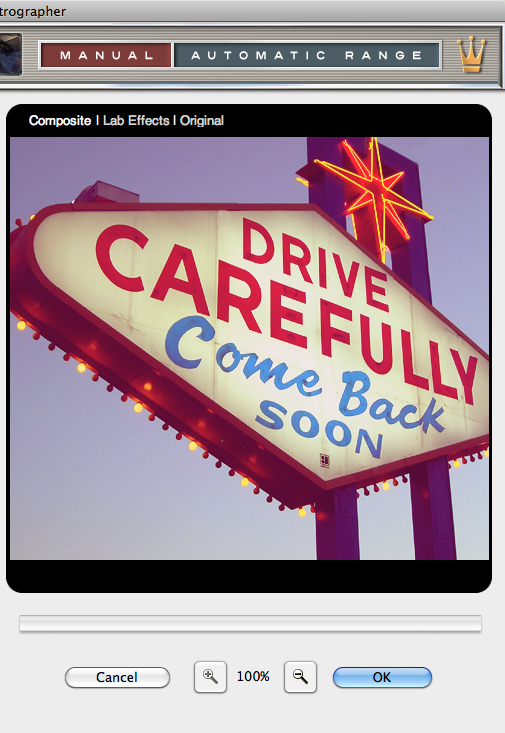 trographer
MANUAL AUTOMATIC RANGE
Composite | Lab Effects | Original
DRIVE
CAREFULLY
Come Back
SOON
Cancel 100% OK